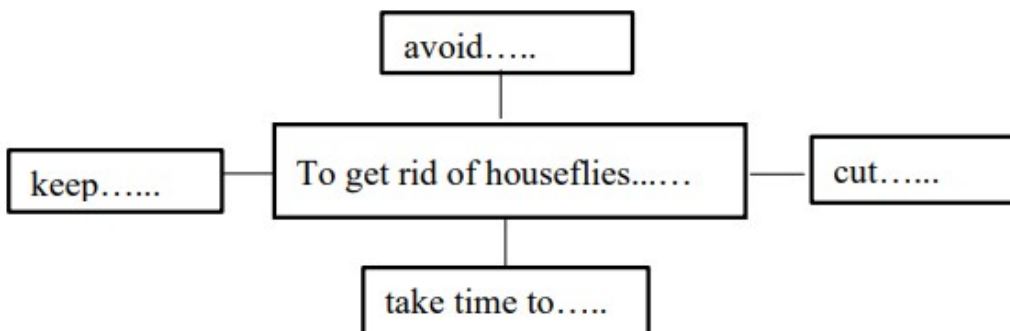 avoid…..
keep…...
To get rid of houseflies...…
cut…...
take time to…..